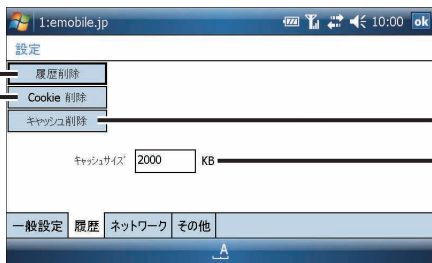 1:emobile.jp 10:00 ok
設定
履歴削除
Cookie 削除
キャッシュ削除
キャッシュサイズ 2000 KB
一般設定 履歴 ネットワーク その他
A